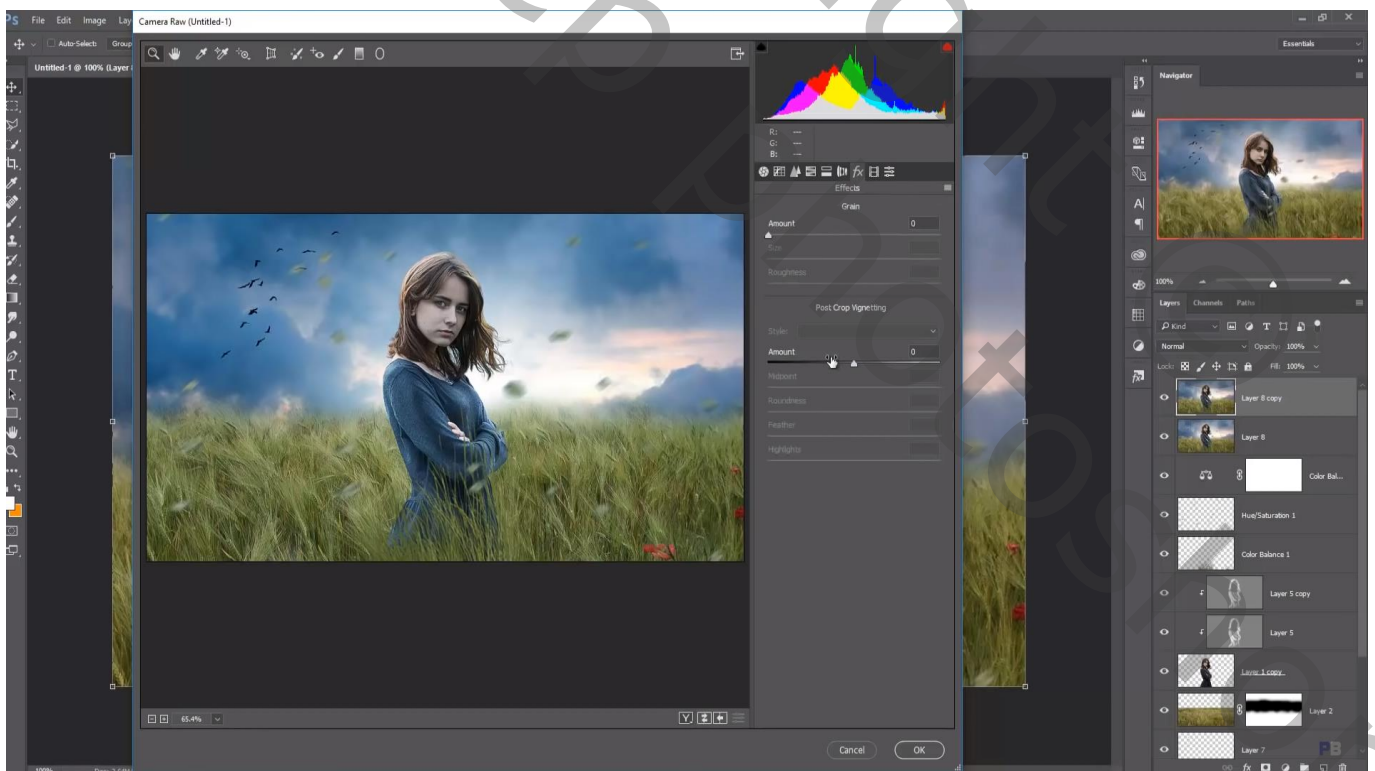 Ps File Edit Image Lay
Camera Raw (Untitled-1)
Auto-Select: Group
Essentials
Untitled-1 @ 100% (Layer 8
Navigator
R: ---
G: ---
B: ---
Effects
Grain
Amount 0
Size
Roughness
Post Crop Vignetting
Style:
Amount 0
Midpoint
Roundness
Feather
Highlights
65.4%
Cancel
OK
100%
Layers Channels Paths
Kind
Normal Opacity: 100%
Lock: Fill: 100%
Layer 8 copy
Layer 8
Color Bal...
Hue/Saturation 1
Color Balance 1
Layer 5 copy
Layer 5
Layer 1 copy
Layer 2
Layer 7
PB
100%